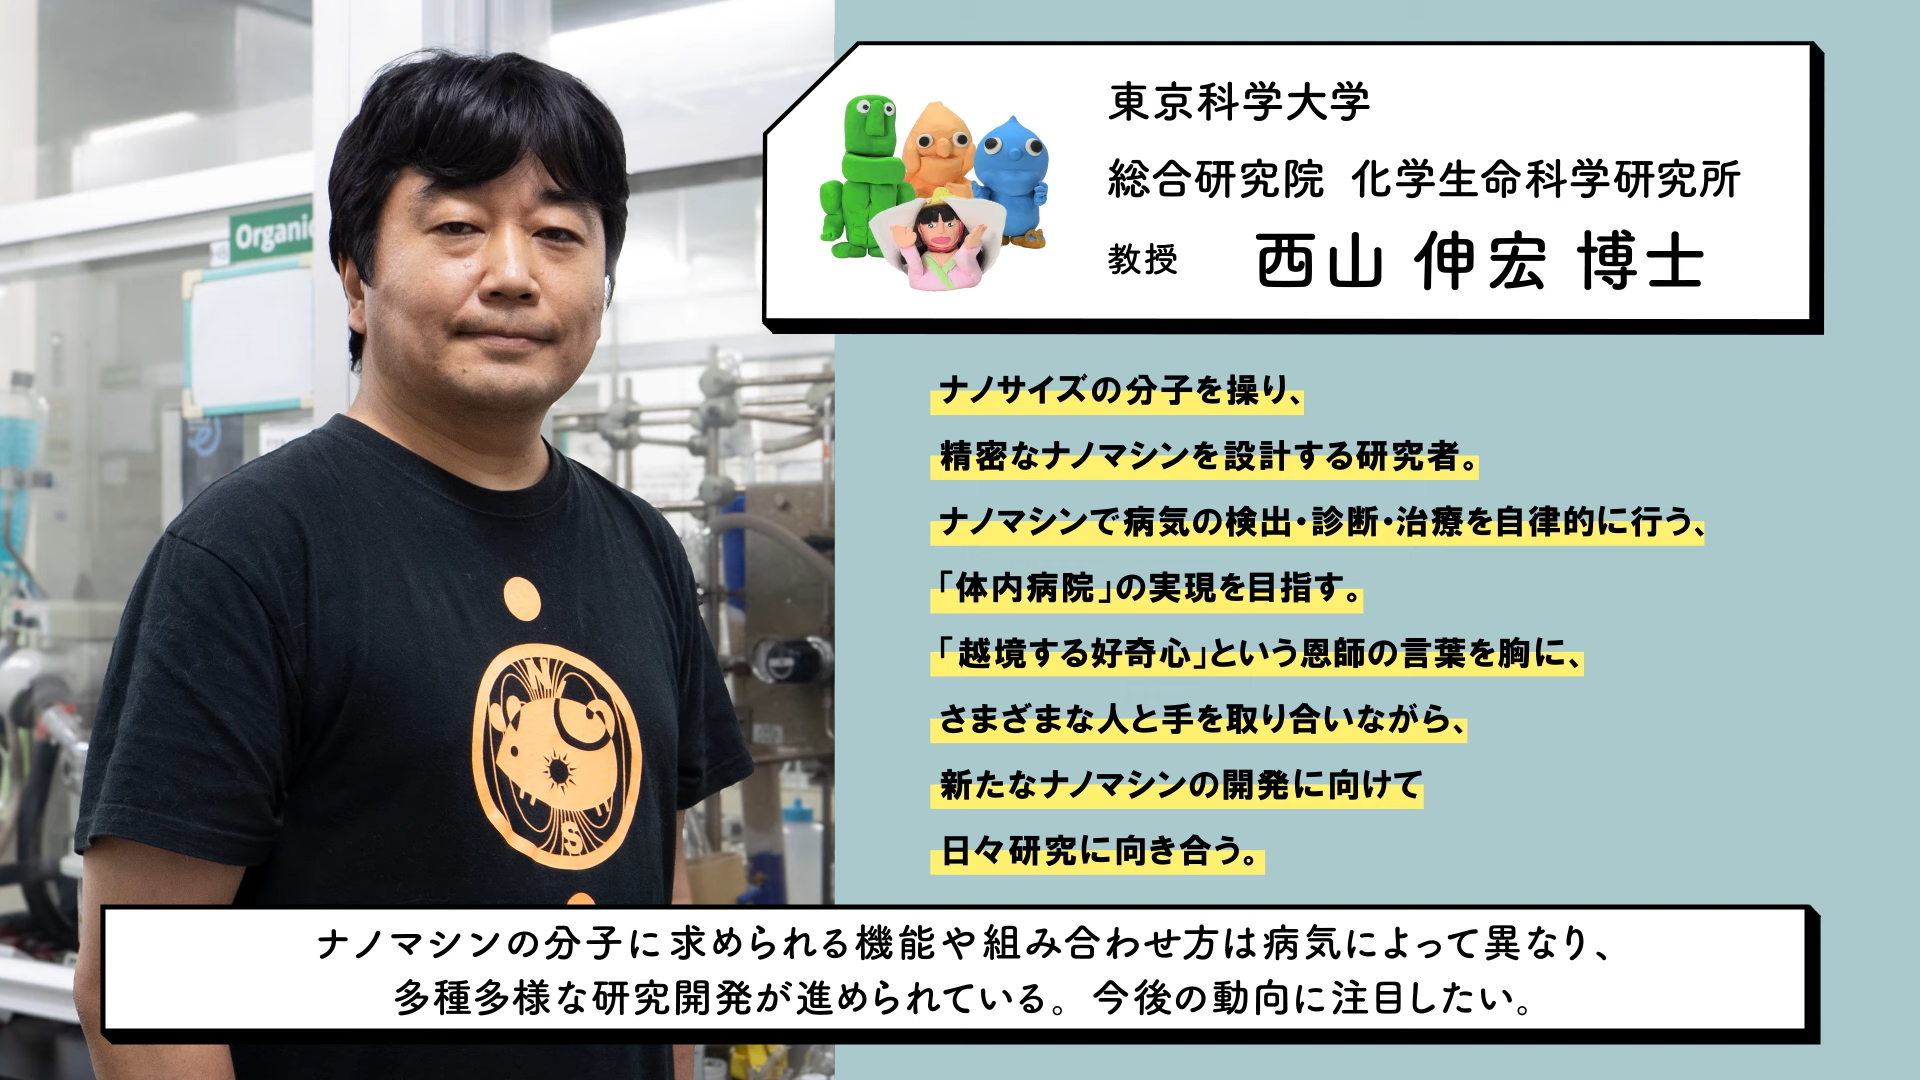 東京科学大学
総合研究院 化学生命科学研究所
教授 西山 伸宏 博士
Organic
ナノサイズの分子を操り、
精密なナノマシンを設計する研究者。
ナノマシンで病気の検出・診断・治療を自律的に行う、
「体内病院」の実現を目指す。
「越境する好奇心」という恩師の言葉を胸に、
さまざまな人と手を取り合いながら、
新たなナノマシンの開発に向けて
日々研究に向き合う。
N
S
ナノマシンの分子に求められる機能や組み合わせ方は病気によって異なり、
多種多様な研究開発が進められている。今後の動向に注目したい。